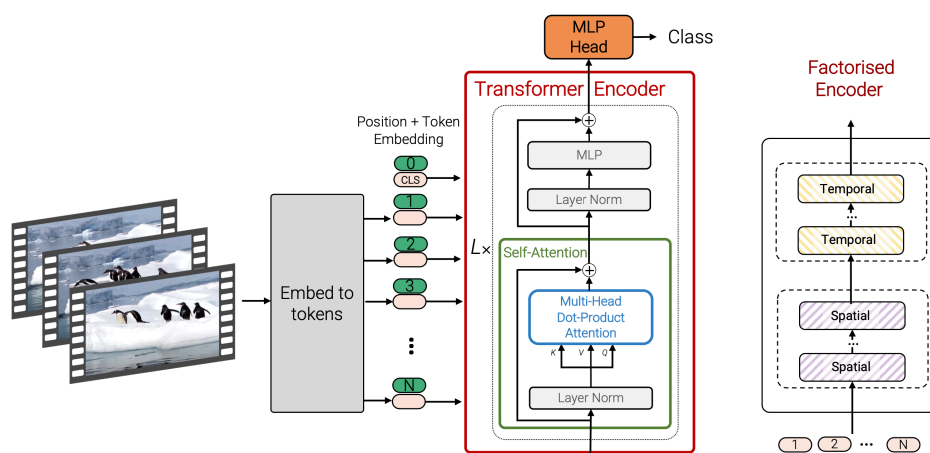 MLP
Head
Class
Transformer Encoder
Position + Token
Embedding
0
CLS
1
2
3
N
Embed to
tokens
L×
MLP
Layer Norm
Self-Attention
Multi-Head
Dot-Product
Attention
K
V
Q
Layer Norm
Factorised
Encoder
Temporal
...
Temporal
Spatial
...
Spatial
1 2 ... N